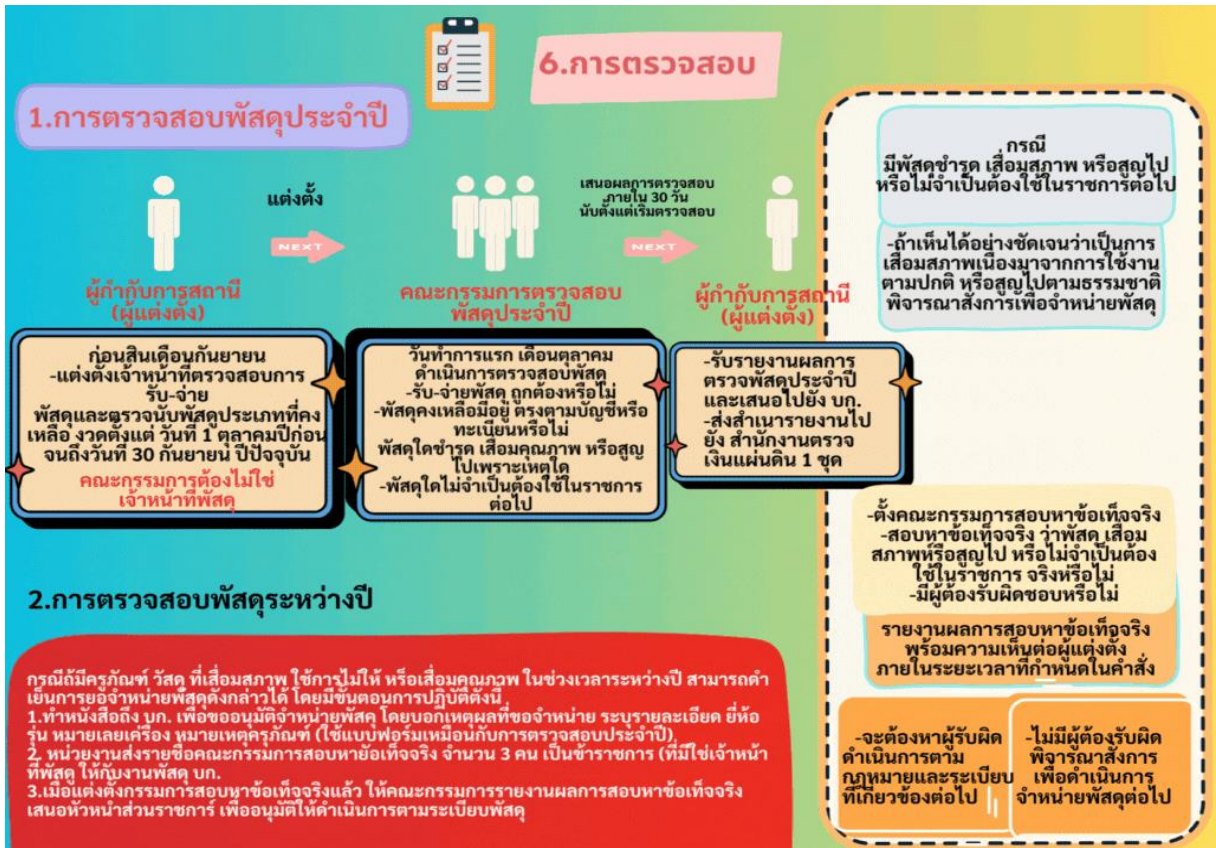 6.การตรวจสอบ
1.การตรวจสอบพัสดุประจำปี
แต่งตั้ง
NEXT
เสนอผลการตรวจสอบ
ภายใน 30 วัน
นับตั้งแต่เริ่มตรวจสอบ
NEXT
ผู้กำกับการสถานี
(ผู้แต่งตั้ง)
คณะกรรมการตรวจสอบ
พัสดุประจำปี
ผู้กำกับการสถานี
(ผู้แต่งตั้ง)
ก่อนสิ้นเดือนกันยายน
-แต่งตั้งเจ้าหน้าที่ตรวจสอบการ
รับ-จ่าย
พัสดุและตรวจนับพัสดุประเภทที่คง
เหลือ งวดตั้งแต่ วันที่ 1 ตุลาคมปีก่อน
จนถึงวันที่ 30 กันยายน ปีปัจจุบัน
คณะกรรมการต้องไม่ใช่
เจ้าหน้าที่พัสดุ
วันทำการแรก เดือนตุลาคม
ดำเนินการตรวจสอบพัสดุ
-รับ-จ่ายพัสดุ ถูกต้องหรือไม่
-พัสดุคงเหลือมีอยู่ ตรงตามบัญชีหรือ
ทะเบียนหรือไม่
พัสดุใดชำรุด เสื่อมคุณภาพ หรือสูญ
ไปเพราะเหตุใด
-พัสดุใดไม่จำเป็นต้องใช้ในราชการ
ต่อไป
-รับรายงานผลการ
ตรวจพัสดุประจำปี
และเสนอไปยัง บก.
-ส่งสำเนารายงานไป
ยัง สำนักงานตรวจ
เงินแผ่นดิน 1 ชุด
กรณี
มีพัสดุชำรุด เสื่อมสภาพ หรือสูญไป
หรือไม่จำเป็นต้องใช้ในราชการต่อไป
-ถ้าเห็นได้อย่างชัดเจนว่าเป็นการ
เสื่อมสภาพเนื่องมาจากการใช้งาน
ตามปกติ หรือสูญไปตามธรรมชาติ
พิจารณาสั่งการเพื่อจำหน่ายพัสดุ
-ตั้งคณะกรรมการสอบหาข้อเท็จจริง
-สอบหาข้อเท็จจริง ว่าพัสดุ เสื่อม
สภาพหรือสูญไป หรือไม่จำเป็นต้อง
ใช้ในราชการ จริงหรือไม่
-มีผู้ต้องรับผิดชอบหรือไม่
รายงานผลการสอบหาข้อเท็จจริง
พร้อมความเห็นต่อผู้แต่งตั้ง
ภายในระยะเวลาที่กำหนดในคำสั่ง
-จะต้องหาผู้รับผิด
ดำเนินการตาม
กฎหมายและระเบียบ
ที่เกี่ยวข้องต่อไป
-ไม่มีผู้ต้องรับผิด
พิจารณาสั่งการ
เพื่อดำเนินการ
จำหน่ายพัสดุต่อไป
2.การตรวจสอบพัสดุระหว่างปี
กรณีถ้มีครูภัณฑ์ วัสดุ ที่เสื่อมสภาพ ใช้การไม่ให้ หรือเสื่อมคุณภาพ ในช่วงเวลาระหว่างปี สามารถดำ
เย็นการยอจำหน่ายพัสดุดังกล่าวได้ โดยมีขั้นตอนการปฏิบัติดังนี้
1.ทำหนังสือถึง บก. เพื่อขออนุมัติจำหน่ายพัสดุ โดยบอกเหตุผลที่ขอจำหน่าย ระบุรายละเอียด ยี่ห้อ
รุ่น หมายเลยเครื่อง หมายเหตุครุภัณฑ์ (ใช้แบบฟอร์มเหมือนกับการตรวจสอบประจำปี)
2. หน่วยงานส่งรายชื่อคณะกรรมการสอบหายัอเท็จจริง จำนวน 3 คน เป็นข้าราชการ (ที่มิใช่เจ้าหน้า
ที่พัสดุ ให้กับงานพัสดุ บก.
3.เมื่อแต่งตั้งกรรมการสอบหาข้อเท็จจริงแล้ว ให้คณะกรรมการรายงานผลการสอบหาข้อเท็จจริง
เสนอหัวหน้าส่วนราชการ์ เพื่ออนุมัติให้ดำเนินการตามระเบียบพัสดุ